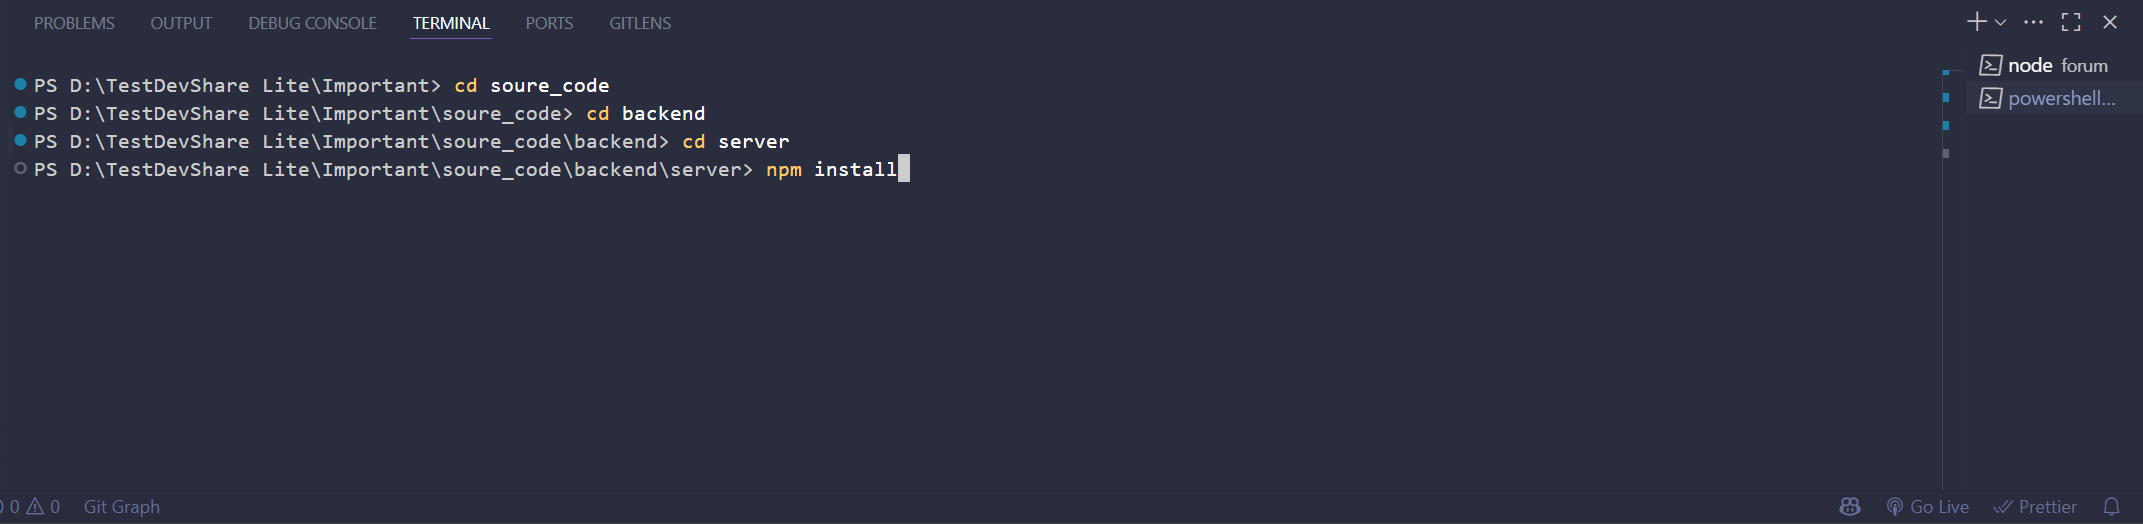 PROBLEMS OUTPUT DEBUG CONSOLE TERMINAL PORTS GITLENS
PS D:\TestDevShare Lite\Important> cd soure_code
PS D:\TestDevShare Lite\Important\soure_code> cd backend
PS D:\TestDevShare Lite\Important\soure_code\backend> cd server
PS D:\TestDevShare Lite\Important\soure_code\backend\server> npm install
node forum
powershell...
0 0 Git Graph
Go Live Prettier